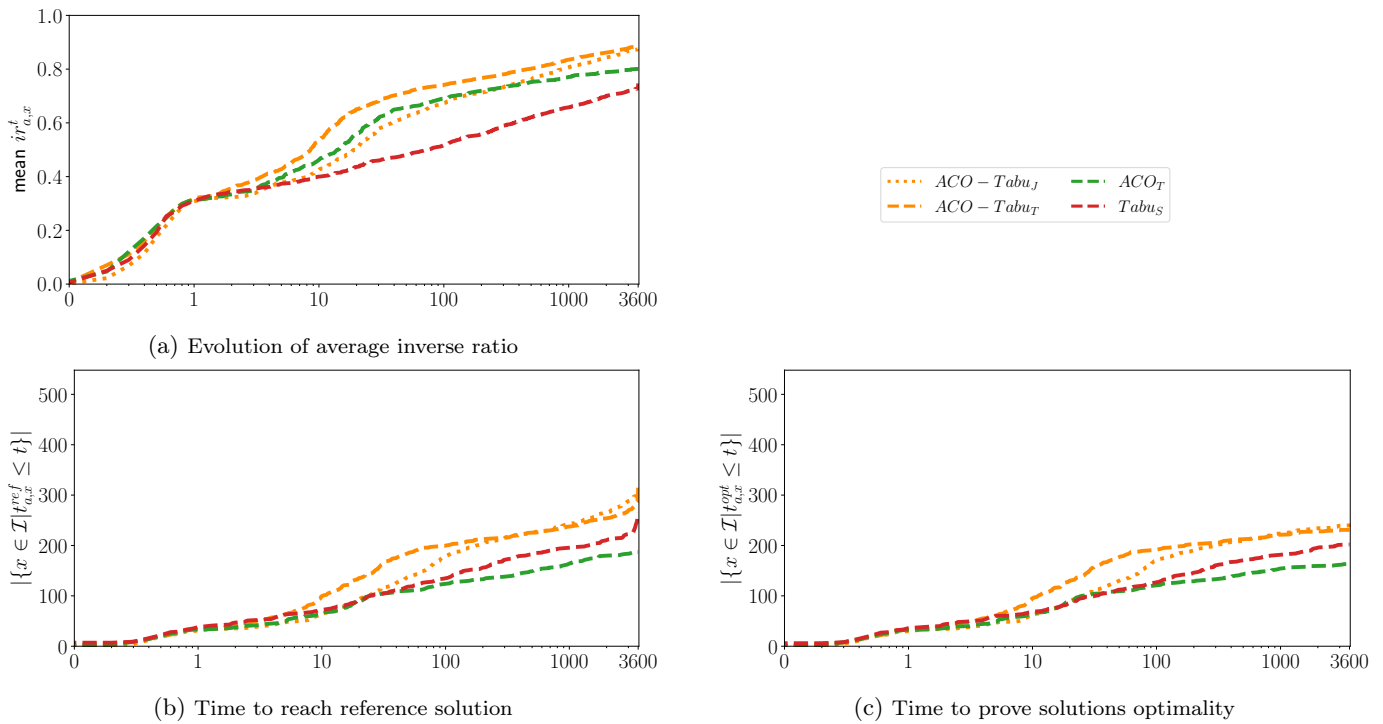 1.0
0.8
0.6
0.4
0.2
0.0
mean $ir^t_{a,x}$
0 1 10 100 1000 3600
(a) Evolution of average inverse ratio
ACO − Tabu_J
ACO − Tabu_T
ACO_T
Tabu_S
500
400
300
200
100
0
$|\{x \in \mathcal{I} | t^{ref}_{a,x} \leq t\}|$
0 1 10 100 1000 3600
(b) Time to reach reference solution
500
400
300
200
100
0
$|\{x \in \mathcal{I} | t^{opt}_{a,x} \leq t\}|$
0 1 10 100 1000 3600
(c) Time to prove solutions optimality